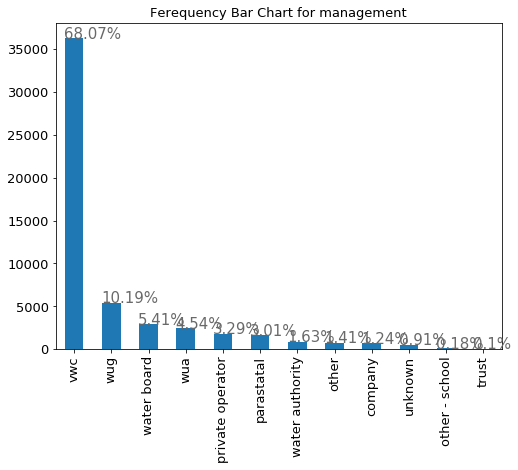 Ferequency Bar Chart for management
35000
30000
25000
20000
15000
10000
5000
0
68.07%
10.19%
5.41%
4.54%
3.29%
3.01%
1.63%
1.41%
1.24%
0.91%
0.18%
0.1%
vwc
wug
water board
wua
private operator
parastatal
water authority
other
company
unknown
other - school
trust